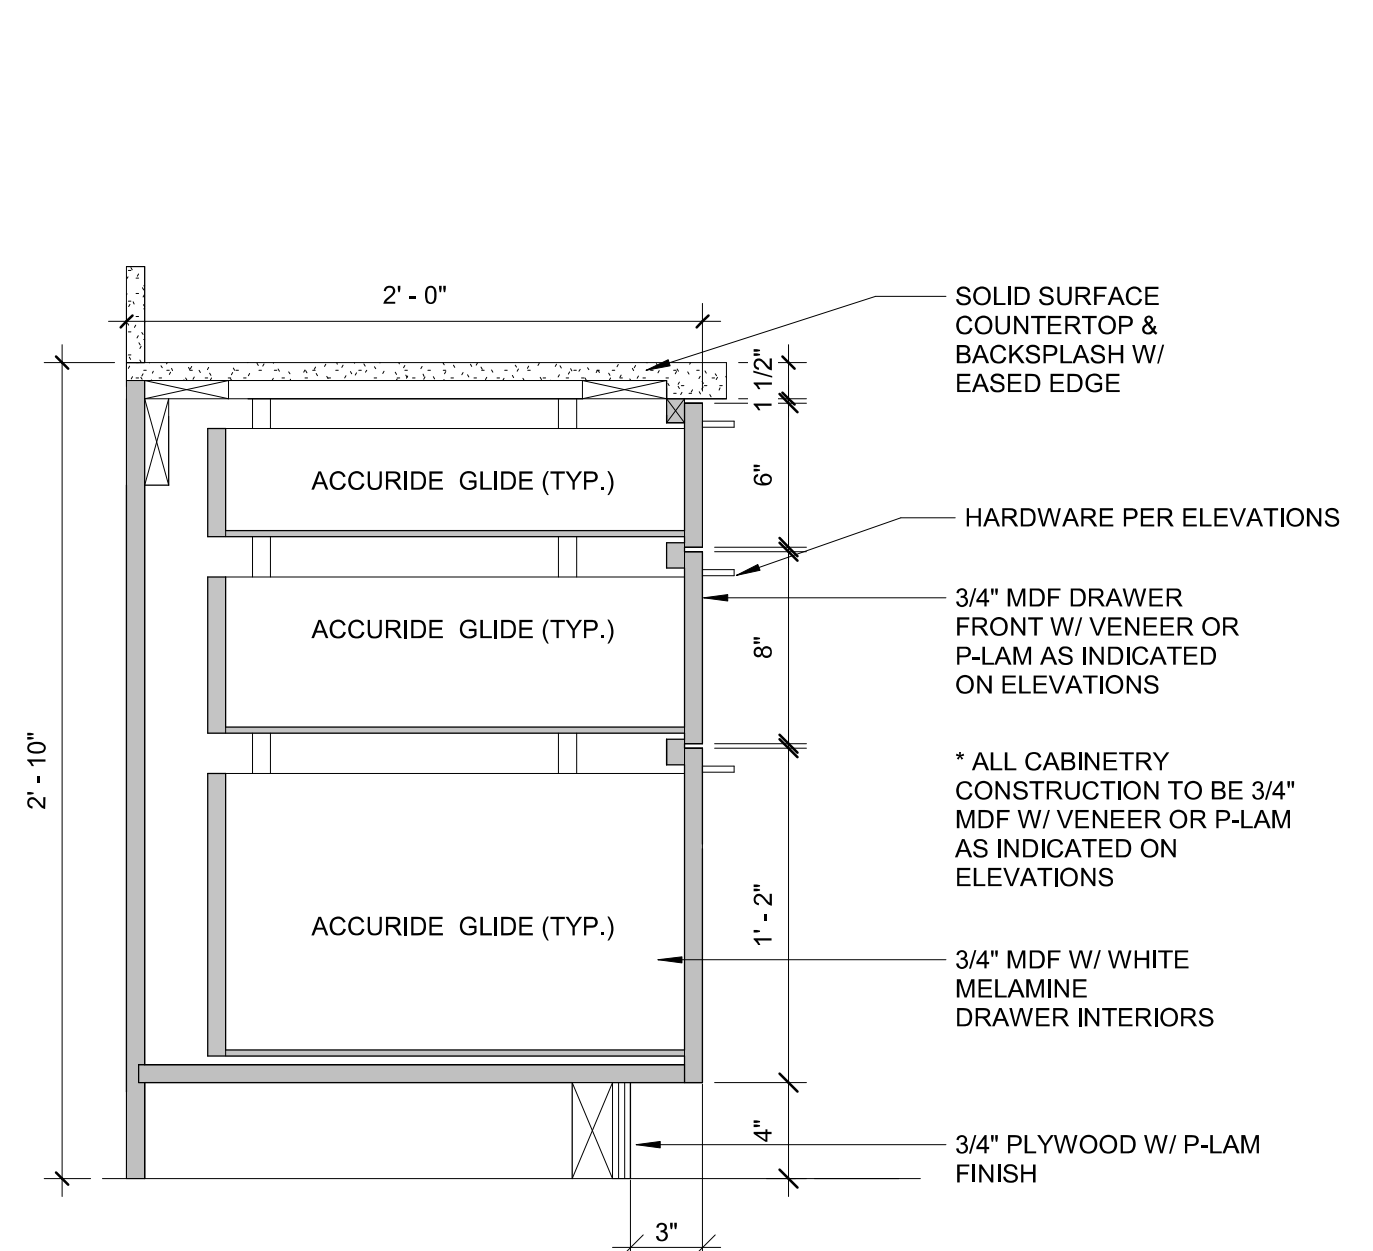 2' - 0"
SOLID SURFACE
COUNTERTOP &
BACKSPLASH W/
EASED EDGE
1 1/2"
ACCURIDE GLIDE (TYP.)
6"
HARDWARE PER ELEVATIONS
3/4" MDF DRAWER
FRONT W/ VENEER OR
P-LAM AS INDICATED
ON ELEVATIONS
ACCURIDE GLIDE (TYP.)
8"
2' - 10"
* ALL CABINETRY
CONSTRUCTION TO BE 3/4"
MDF W/ VENEER OR P-LAM
AS INDICATED ON
ELEVATIONS
ACCURIDE GLIDE (TYP.)
1' - 2"
3/4" MDF W/ WHITE
MELAMINE
DRAWER INTERIORS
4"
3/4" PLYWOOD W/ P-LAM
FINISH
3"